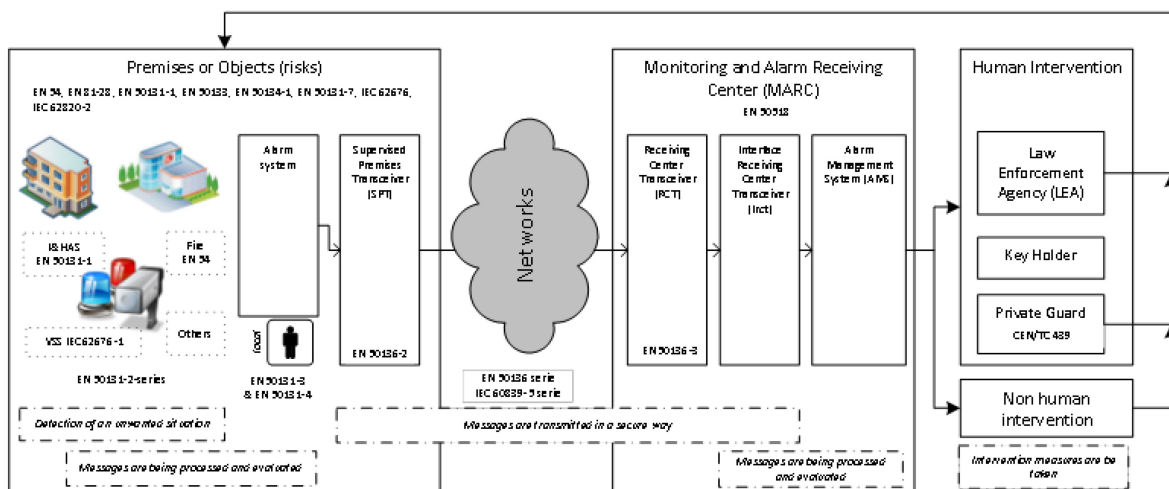 Premises or Objects (risks)
EN 54, EN 81-28, EN 50131-1, EN 50133, EN 50134-1, EN 50131-7, IEC 62676,
IEC 62820-2
I&HAS
EN 50131-1
Fire
EN 54
VSS IEC62676-1
Others
EN 50131-2-series
Alarm
system
local
EN 50131-3
& EN 50131-4
Supervised
Premises
Transceiver
(SPT)
EN 50136-2
Networks
EN 50136 serie
IEC 60839-5 serie
Monitoring and Alarm Receiving
Center (MARC)
EN 50518
Receiving
Center
Transceiver
(RCT)
EN 50136-3
Interface
Receiving
Center
Transceiver
(Irct)
Alarm
Management
System (AMS)
Human Intervention
Law
Enforcement
Agency (LEA)
Key Holder
Private Guard
CEN/TC 439
Non human
intervention
Detection of an unwanted situation
Messages are transmitted in a secure way
Messages are being processed and evaluated
Messages are being processed
and evaluated
Intervention measures are be
taken